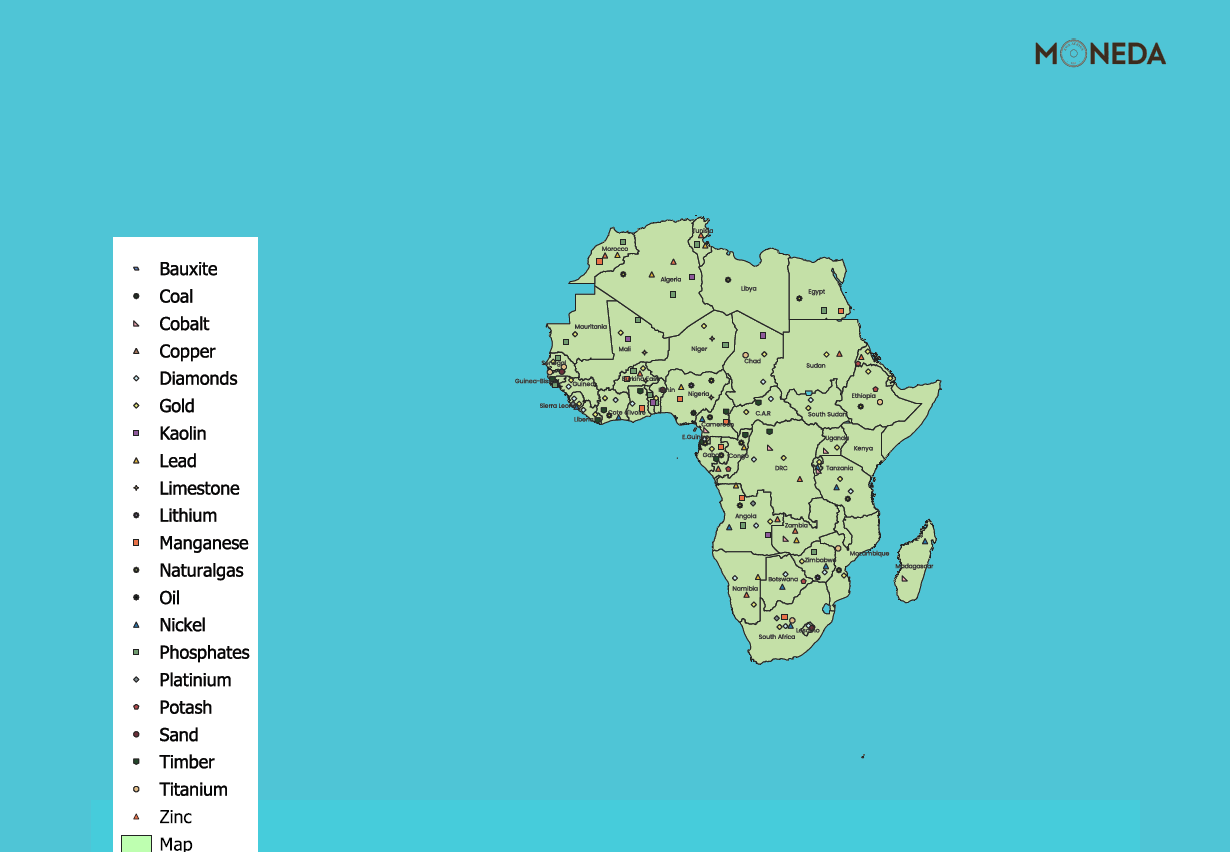 MONEDA
Tunisia
Morocco
Algeria
Libya
Egypt
Mauritania
Mali
Niger
Chad
Sudan
Senegal
Guinea-Bissau
Guinea
Burkina Faso
Benin
Nigeria
Ethiopia
Sierra Leone
Liberia
Cote d'Ivoire
Cameroon
C.A.R
South Sudan
E.Guinea
Gabon
Congo
DRC
Uganda
Kenya
Tanzania
Angola
Zambia
Mozambique
Zimbabwe
Madagascar
Namibia
Botswana
South Africa
Lesotho
Bauxite
Coal
Cobalt
Copper
Diamonds
Gold
Kaolin
Lead
Limestone
Lithium
Manganese
Naturalgas
Oil
Nickel
Phosphates
Platinium
Potash
Sand
Timber
Titanium
Zinc
Map